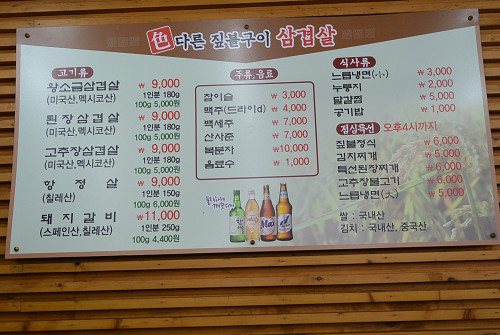 色다른 짚불구이 삼겹살
고기류
왕소금삼겹살 ₩ 9,000
(미국산,멕시코산) 1인분 180g
100g 5,000원
된장삼겹살 ₩ 9,000
(미국산,멕시코산) 1인분 180g
100g 5,000원
고추장삼겹살 ₩ 9,000
(미국산,멕시코산) 1인분 180g
100g 5,000원
항정살 ₩ 9,000
(칠레산) 1인분 150g
100g 6,000원
돼지갈비 ₩ 11,000
(스페인산,칠레산) 1인분 250g
100g 4,400원
주류,음료
참이슬 ₩ 3,000
맥주(드라이d) ₩ 4,000
백세주 ₩ 7,000
산사춘 ₩ 7,000
복분자 ₩10,000
음료수 ₩ 1,000
식사류
느릅냉면(小) ₩ 3,000
누룽지 ₩ 2,000
달걀찜 ₩ 5,000
공기밥 ₩ 1,000
점심특선 오후4시까지
짚불정식 ₩ 6,000
김치찌개 ₩ 5,000
특선된장찌개 ₩ 6,000
고추장불고기 ₩ 6,000
느릅냉면(大) ₩ 5,000
쌀 : 국내산
김치 : 국내산, 중국산